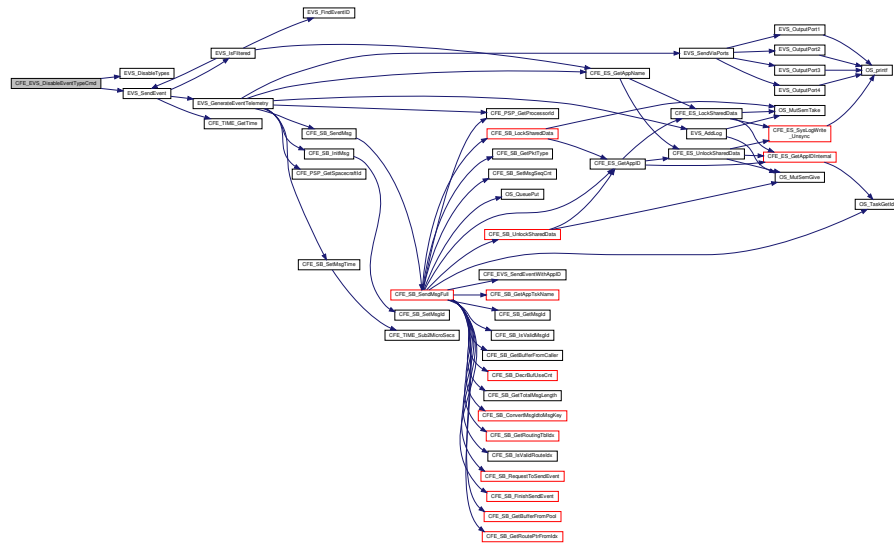 EVS_FindEventID
EVS_OutputPort1
EVS_IsFiltered
EVS_SendViaPorts
EVS_OutputPort2
EVS_DisableTypes
CFE_ES_GetAppName
EVS_OutputPort3
OS_printf
CFE_EVS_DisableEventTypeCmd
EVS_SendEvent
EVS_OutputPort4
EVS_GenerateEventTelemetry
CFE_PSP_GetProcessorId
CFE_ES_LockSharedData
OS_MutSemTake
CFE_TIME_GetTime
CFE_SB_SendMsg
CFE_SB_LockSharedData
EVS_AddLog
CFE_ES_SysLogWrite
_Unsync
CFE_SB_InitMsg
CFE_SB_GetPktType
CFE_ES_GetAppID
CFE_ES_UnlockSharedData
CFE_ES_GetAppIDInternal
CFE_PSP_GetSpacecraftId
CFE_SB_SetMsgSeqCnt
OS_MutSemGive
OS_QueuePut
OS_TaskGetId
CFE_SB_UnlockSharedData
CFE_SB_SetMsgTime
CFE_EVS_SendEventWithAppID
CFE_SB_SendMsgFull
CFE_SB_GetAppTskName
CFE_SB_SetMsgId
CFE_SB_GetMsgId
CFE_TIME_Sub2MicroSecs
CFE_SB_IsValidMsgId
CFE_SB_GetBufferFromCaller
CFE_SB_DecrBufUseCnt
CFE_SB_GetTotalMsgLength
CFE_SB_ConvertMsgIdtoMsgKey
CFE_SB_GetRoutingTblIdx
CFE_SB_IsValidRouteIdx
CFE_SB_RequestToSendEvent
CFE_SB_FinishSendEvent
CFE_SB_GetBufferFromPool
CFE_SB_GetRoutePtrFromIdx